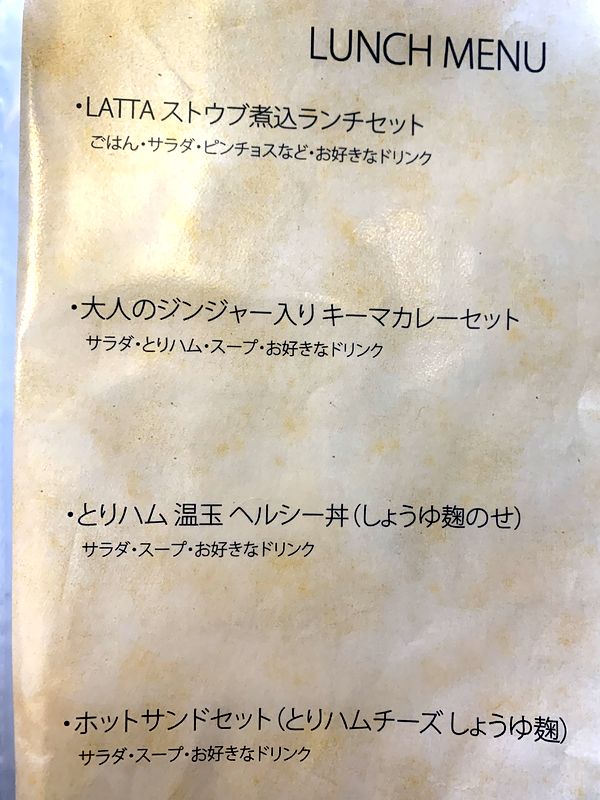 LUNCH MENU
・LATTA ストウブ煮込ランチセット
ごはん・サラダ・ピンチョスなど・お好きなドリンク
・大人のジンジャー入り キーマカレーセット
サラダ・とりハム・スープ・お好きなドリンク
・とりハム 温玉 ヘルシー丼(しょうゆ麹のせ)
サラダ・スープ・お好きなドリンク
・ホットサンドセット(とりハムチーズ しょうゆ麹)
サラダ・スープ・お好きなドリンク